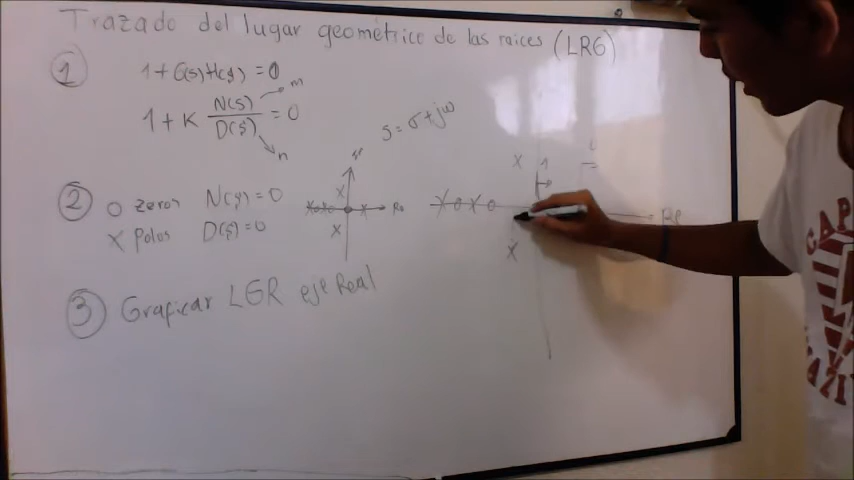 Trazado del lugar geométrico de las raices (LRG)
1 1+G(s)H(s) = 0
1 + K N(s)/D(s) = 0
m
n
s = σ + jω
2 O zeros N(s) = 0
X Polos D(s) = 0
Re
X
1
Re
3 Graficar LGR eje Real